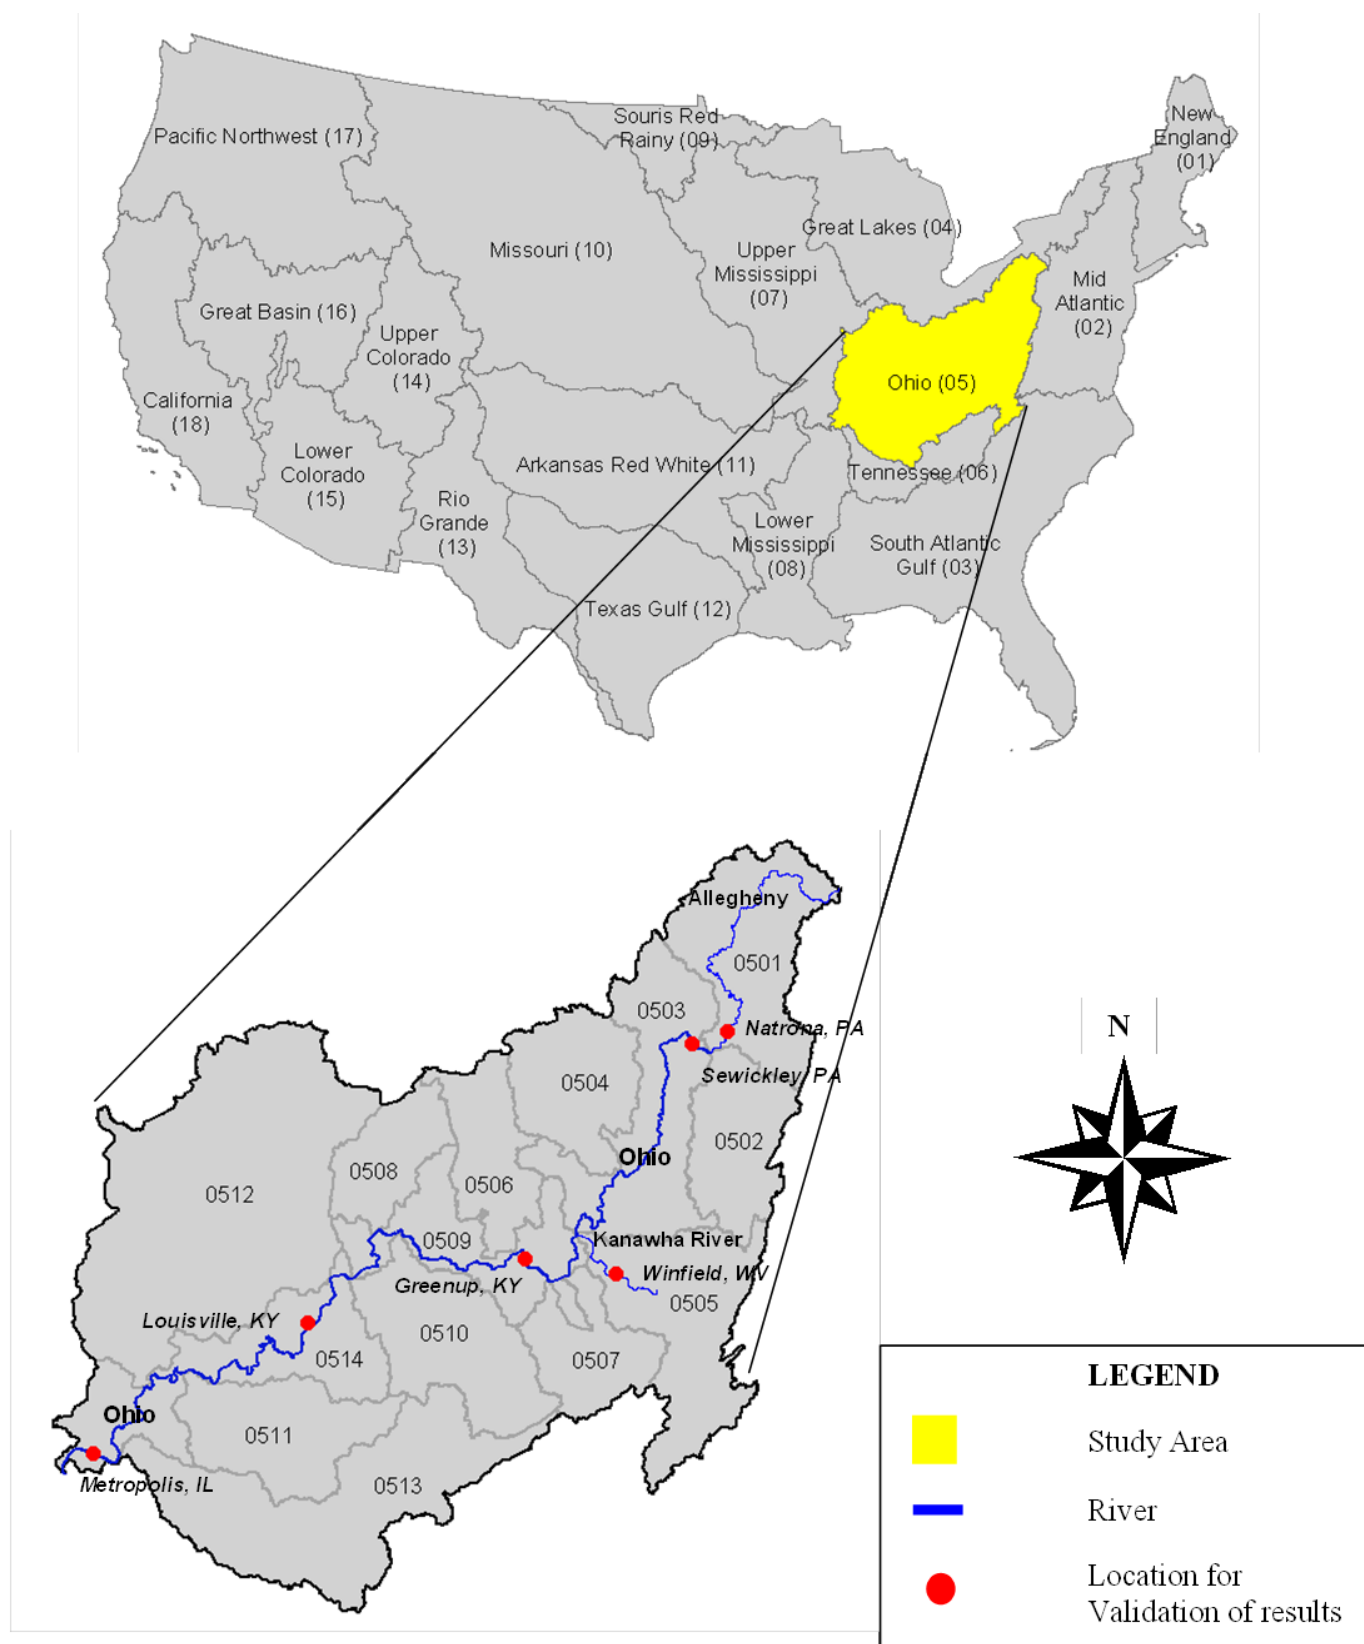 Souris Red
Rainy (09)
New
England
(01)
Pacific Northwest (17)
Great Lakes (04)
Missouri (10)
Upper
Mississippi
(07)
Mid
Atlantic
(02)
Great Basin (16)
Upper
Colorado
(14)
Ohio (05)
California
(18)
Lower
Colorado
(15)
Arkansas Red White (11)
Tennessee (06)
Rio
Grande
(13)
Lower
Mississippi
(08)
South Atlantic
Gulf (03)
Texas Gulf (12)
Allegheny
0501
0503
Natrona, PA
Sewickley, PA
0504
0502
Ohio
0508
0506
0512
0509
Kanawha River
Greenup, KY
Winfield, WV
0505
Louisville, KY
0510
0514
0507
Ohio
0511
Metropolis, IL
0513
N
LEGEND
Study Area
River
Location for
Validation of results